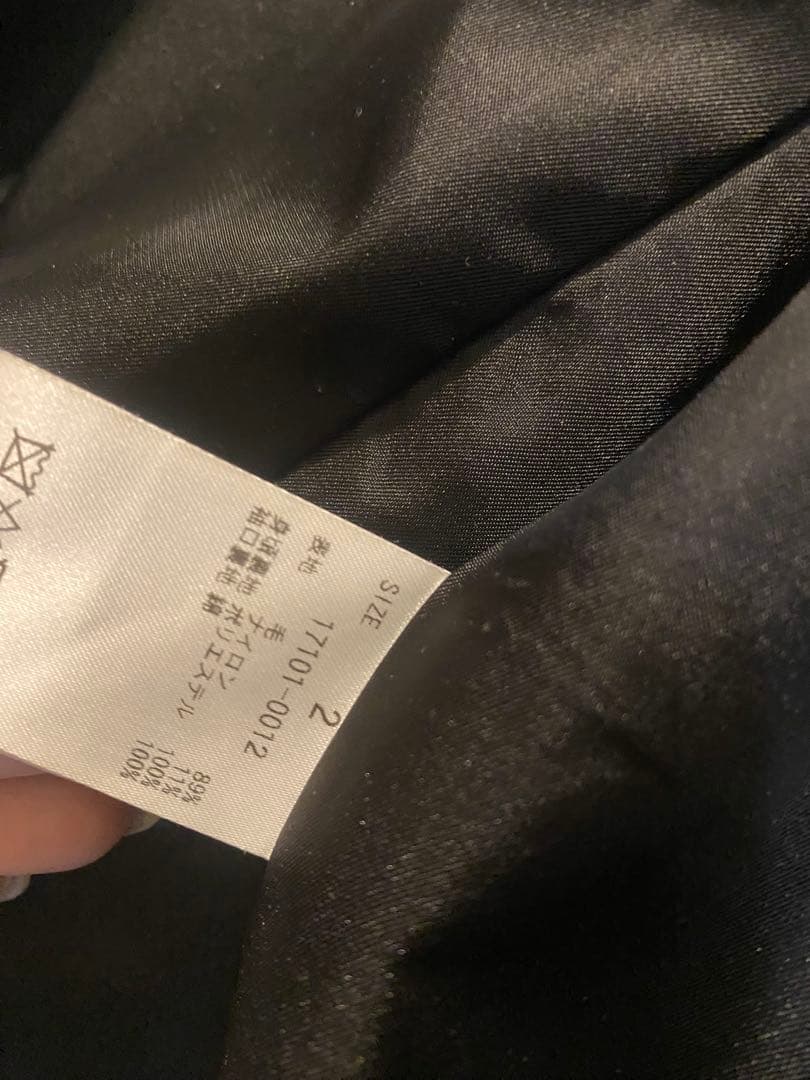 SIZE 2
17101-0012
表地 毛 89%
ナイロン 11%
身頃裏地 ポリエステル 100%
袖口裏地 綿 100%